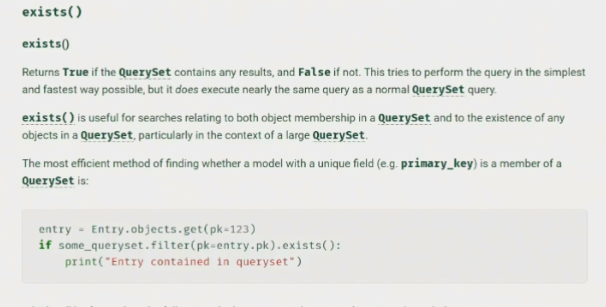 exists()
exists()
Returns True if the QuerySet contains any results, and False if not. This tries to perform the query in the simplest
and fastest way possible, but it does execute nearly the same query as a normal QuerySet query.
exists() is useful for searches relating to both object membership in a QuerySet and to the existence of any
objects in a QuerySet, particularly in the context of a large QuerySet.
The most efficient method of finding whether a model with a unique field (e.g. primary_key) is a member of a
QuerySet is:
entry = Entry.objects.get(pk=123)
if some_queryset.filter(pk=entry.pk).exists():
    print("Entry contained in queryset")